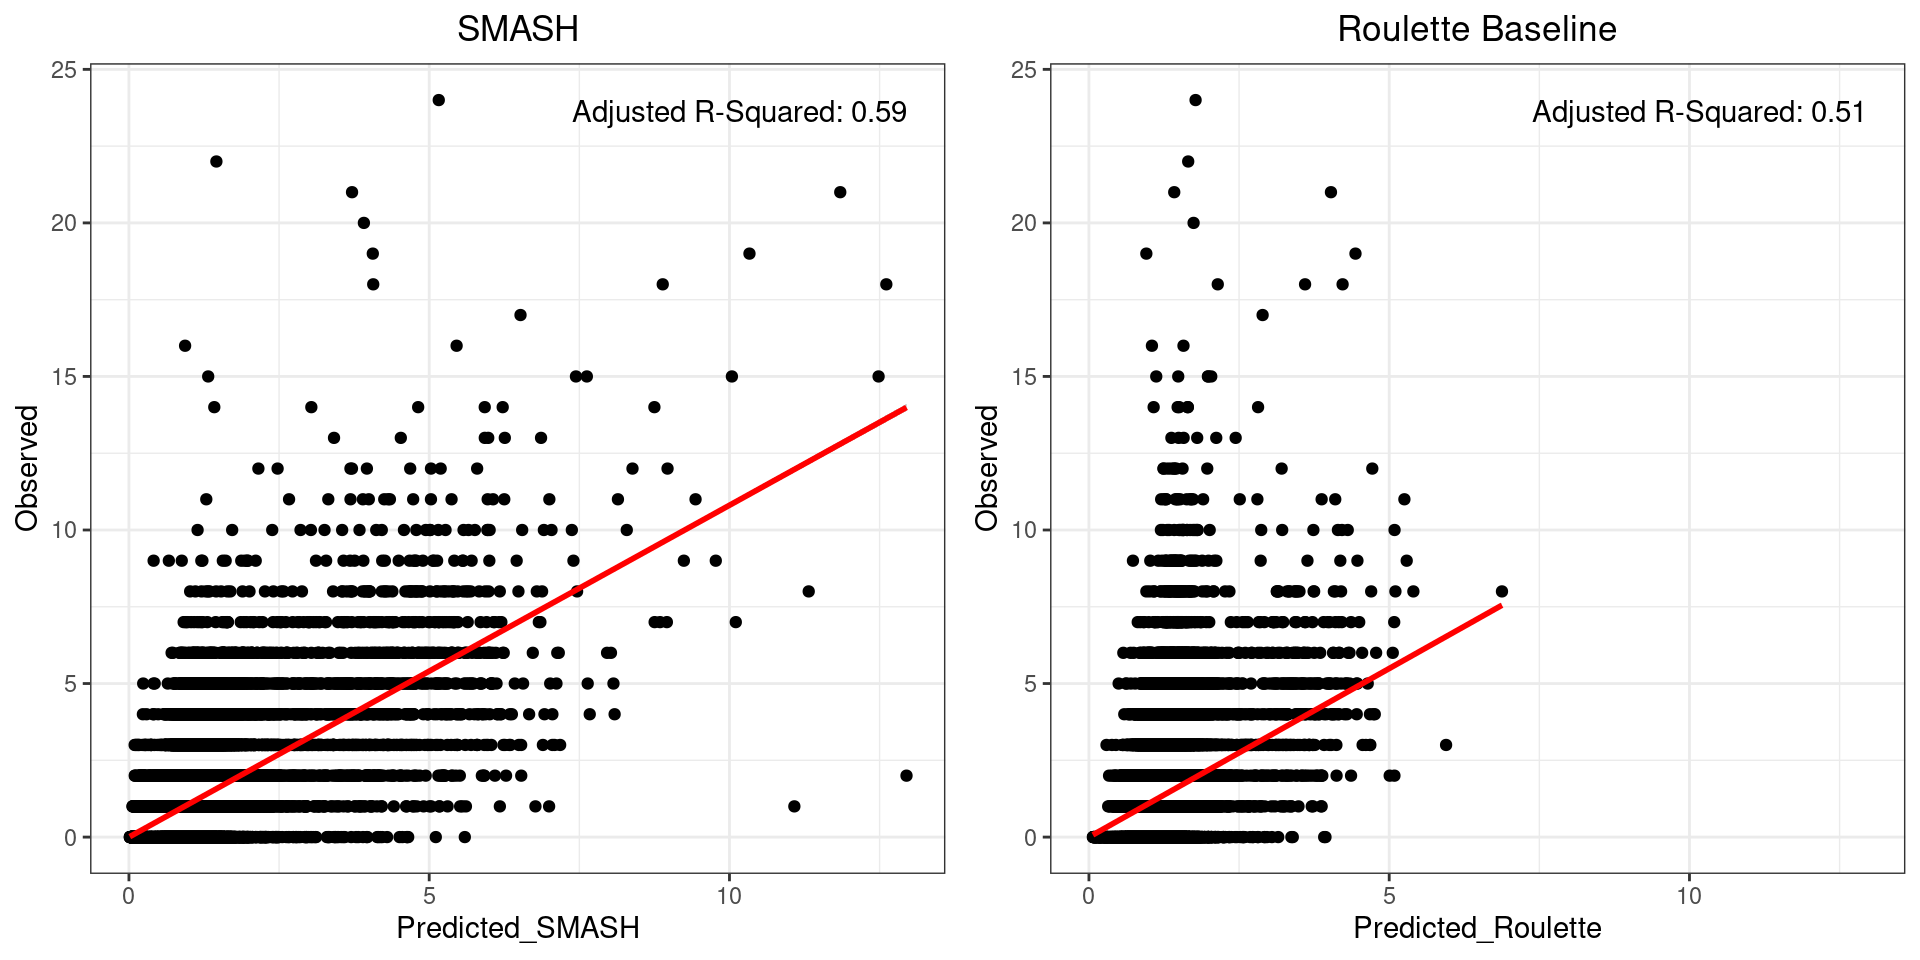 SMASH
Adjusted R-Squared: 0.59
25
20
15
10
5
0
Observed
0 5 10
Predicted_SMASH
Roulette Baseline
Adjusted R-Squared: 0.51
25
20
15
10
5
0
Observed
0 5 10
Predicted_Roulette